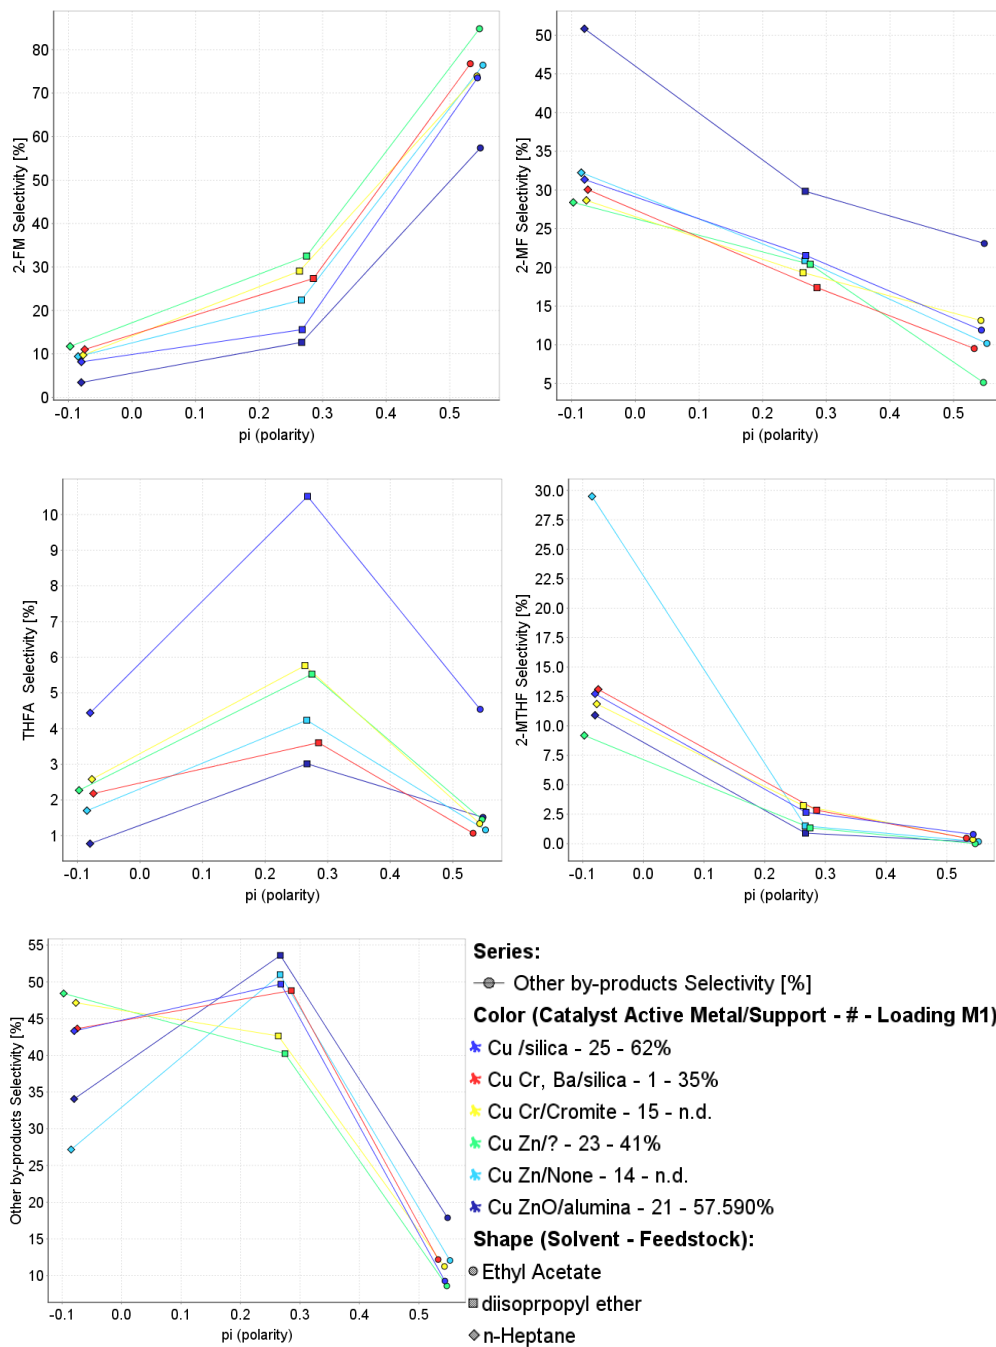 2-FM Selectivity [%]
80
70
60
50
40
30
20
10
0
-0.1 0.0 0.1 0.2 0.3 0.4 0.5
pi (polarity)
2-MF Selectivity [%]
50
45
40
35
30
25
20
15
10
5
-0.1 0.0 0.1 0.2 0.3 0.4 0.5
pi (polarity)
THFA Selectivity [%]
10
9
8
7
6
5
4
3
2
1
-0.1 0.0 0.1 0.2 0.3 0.4 0.5
pi (polarity)
2-MTHF Selectivity [%]
30.0
27.5
25.0
22.5
20.0
17.5
15.0
12.5
10.0
7.5
5.0
2.5
0.0
-0.1 0.0 0.1 0.2 0.3 0.4 0.5
pi (polarity)
Other by-products Selectivity [%]
55
50
45
40
35
30
25
20
15
10
-0.1 0.0 0.1 0.2 0.3 0.4 0.5
pi (polarity)
Series:
Other by-products Selectivity [%]
Color (Catalyst Active Metal/Support - # - Loading M1)
Cu /silica - 25 - 62%
Cu Cr, Ba/silica - 1 - 35%
Cu Cr/Cromite - 15 - n.d.
Cu Zn/? - 23 - 41%
Cu Zn/None - 14 - n.d.
Cu ZnO/alumina - 21 - 57.590%
Shape (Solvent - Feedstock):
Ethyl Acetate
diisoprpopyl ether
n-Heptane